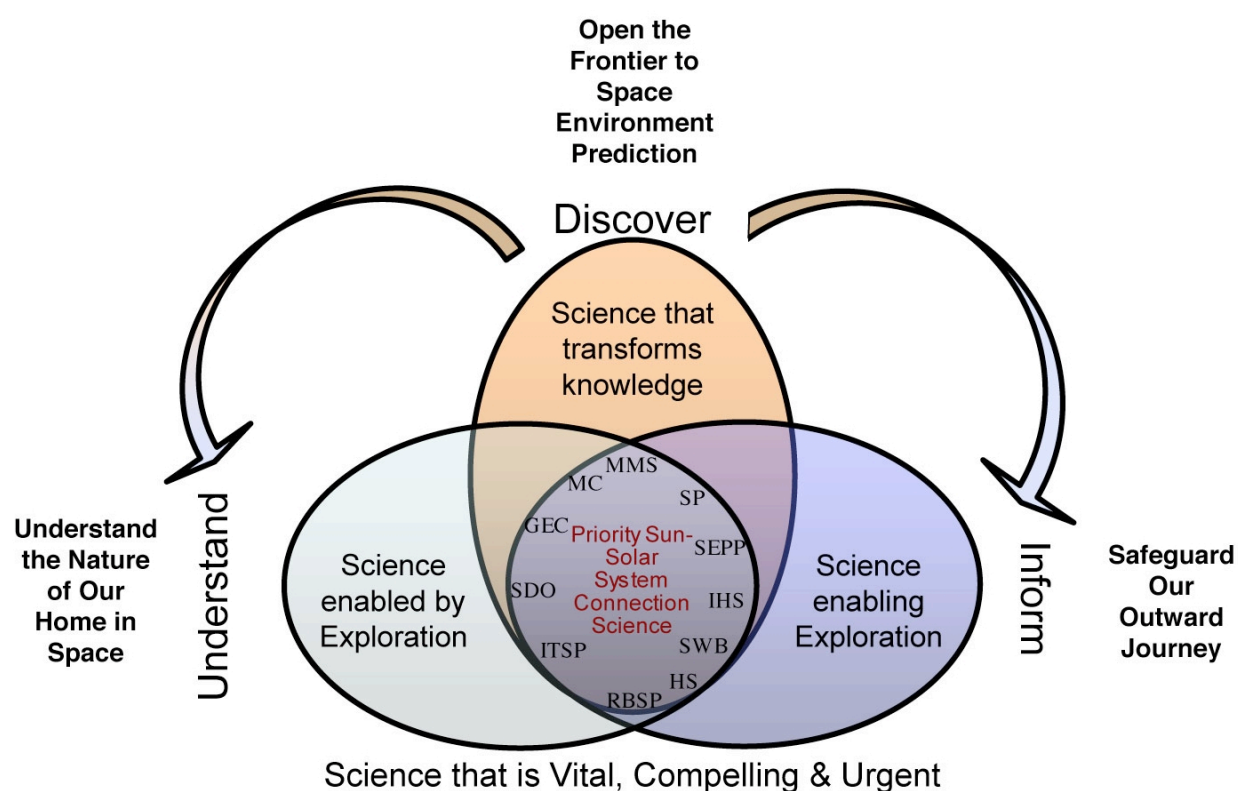 Open the
Frontier to
Space
Environment
Prediction
Discover
Science that
transforms
knowledge
MMS
MC
SP
GEC
Priority Sun-
Solar
System
Connection
Science
SEPP
SDO
IHS
ITSP
SWB
HS
RBSP
Understand
the Nature
of Our
Home in
Space
Understand
Science
enabled by
Exploration
Science
enabling
Exploration
Inform
Safeguard
Our
Outward
Journey
Science that is Vital, Compelling & Urgent